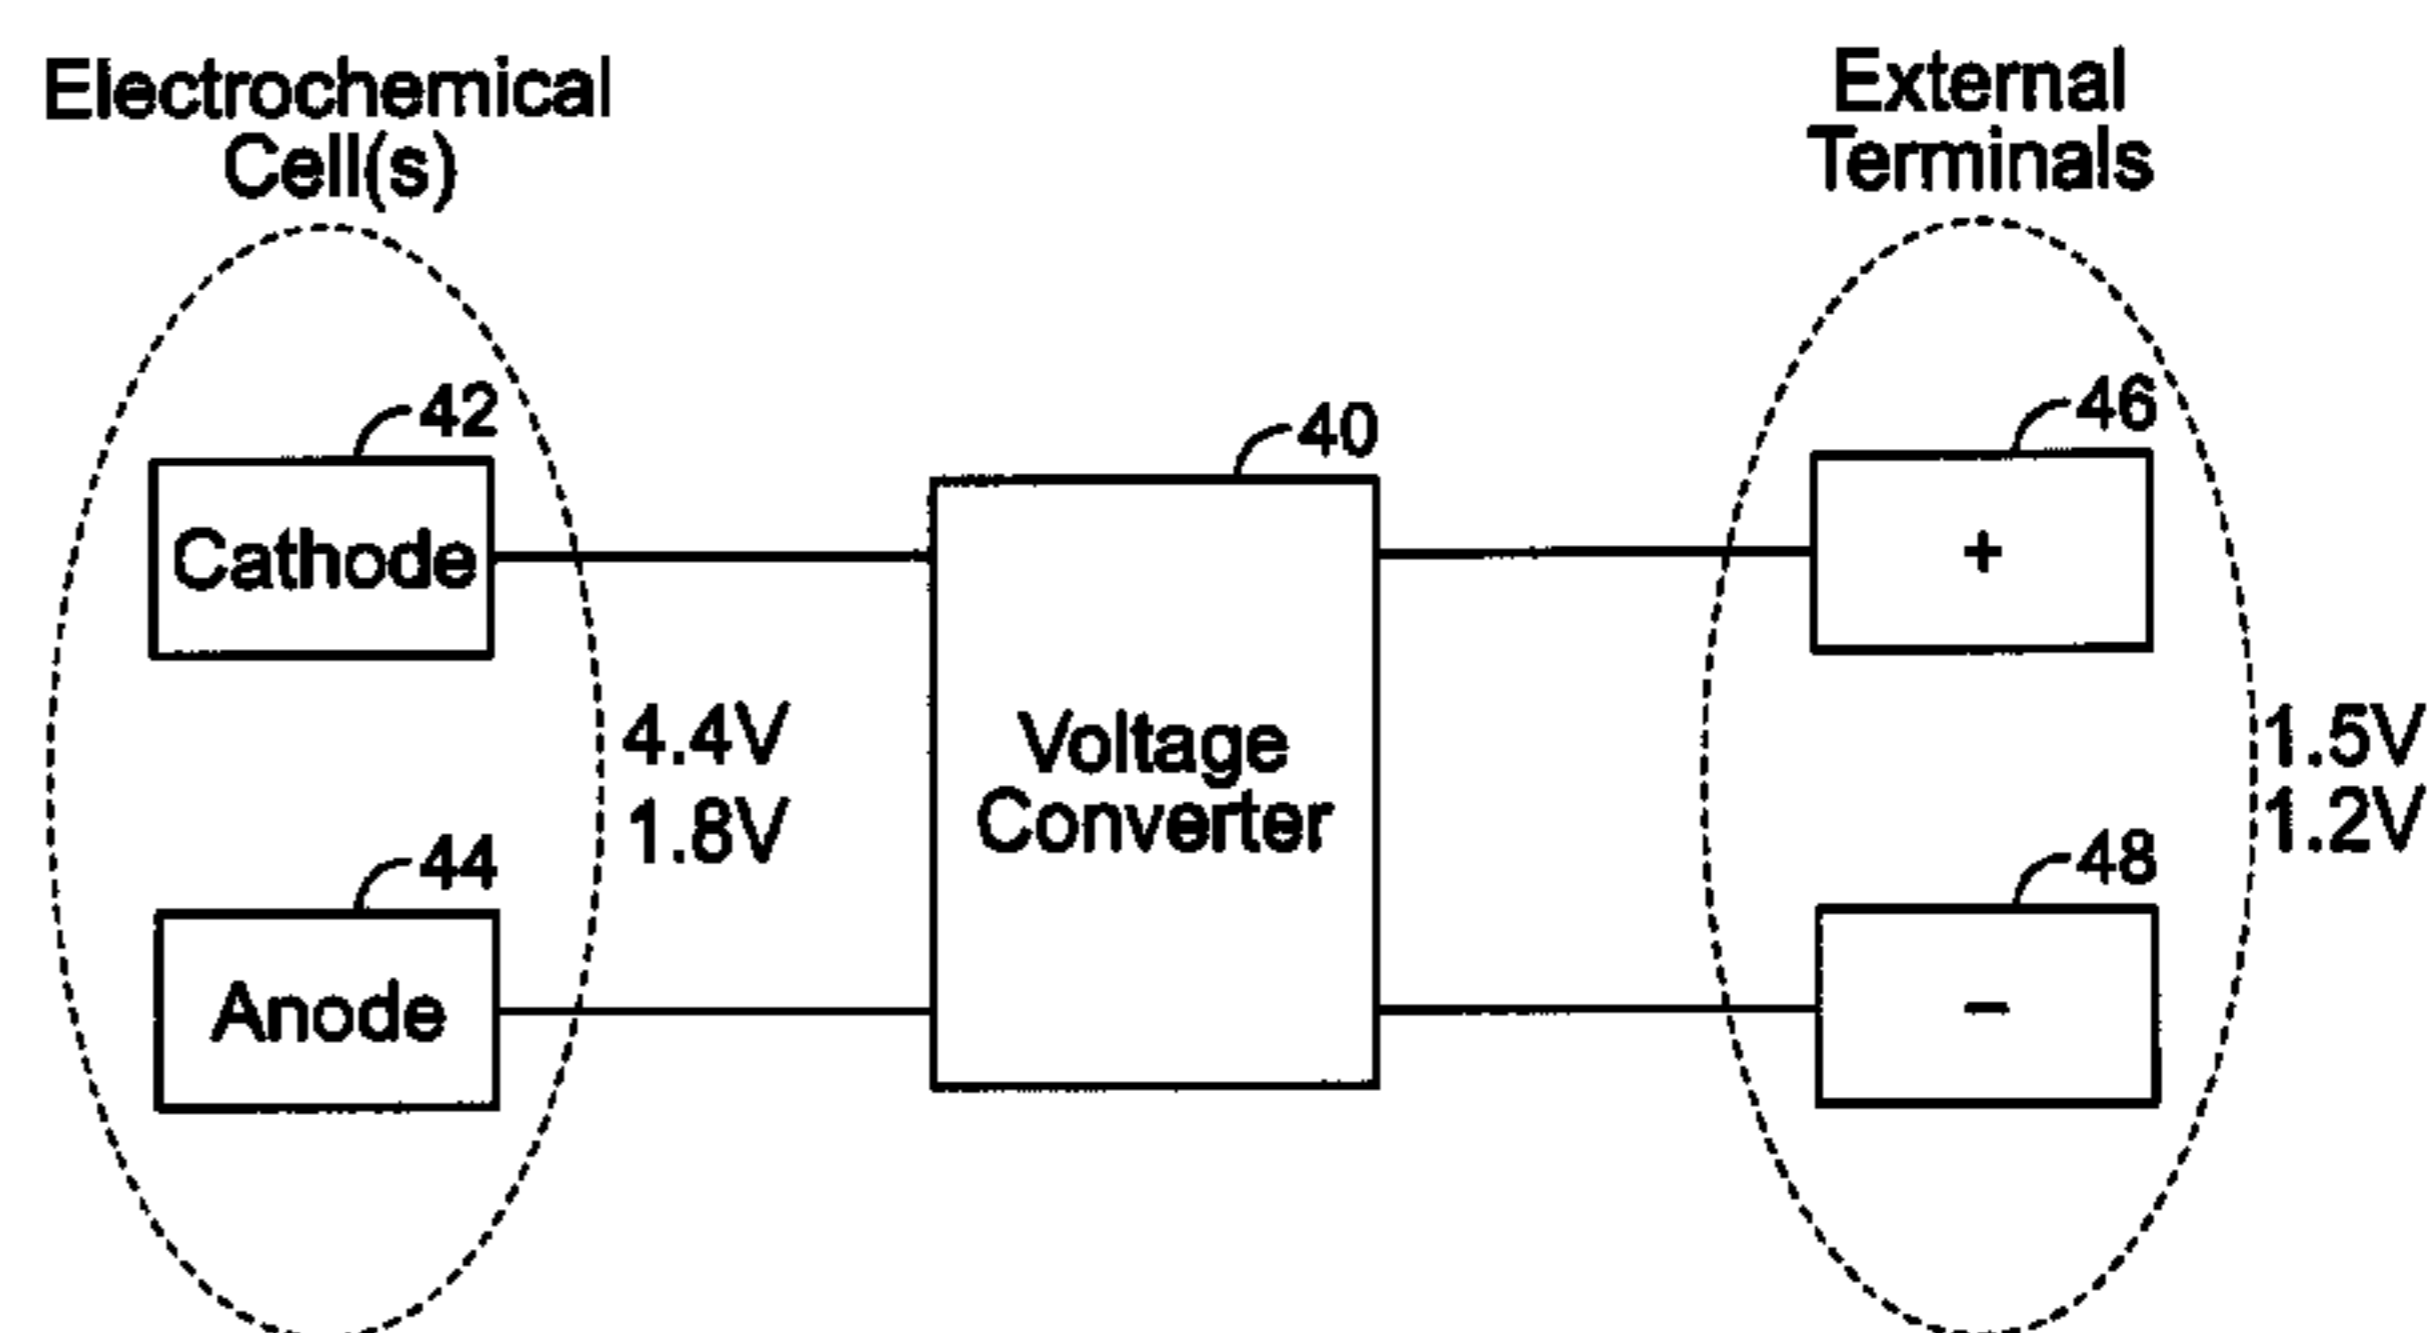 Electrochemical
Cell(s)
External
Terminals
42
Cathode
40
46
+
4.4V
1.8V
Voltage
Converter
1.5V
1.2V
44
Anode
48
−